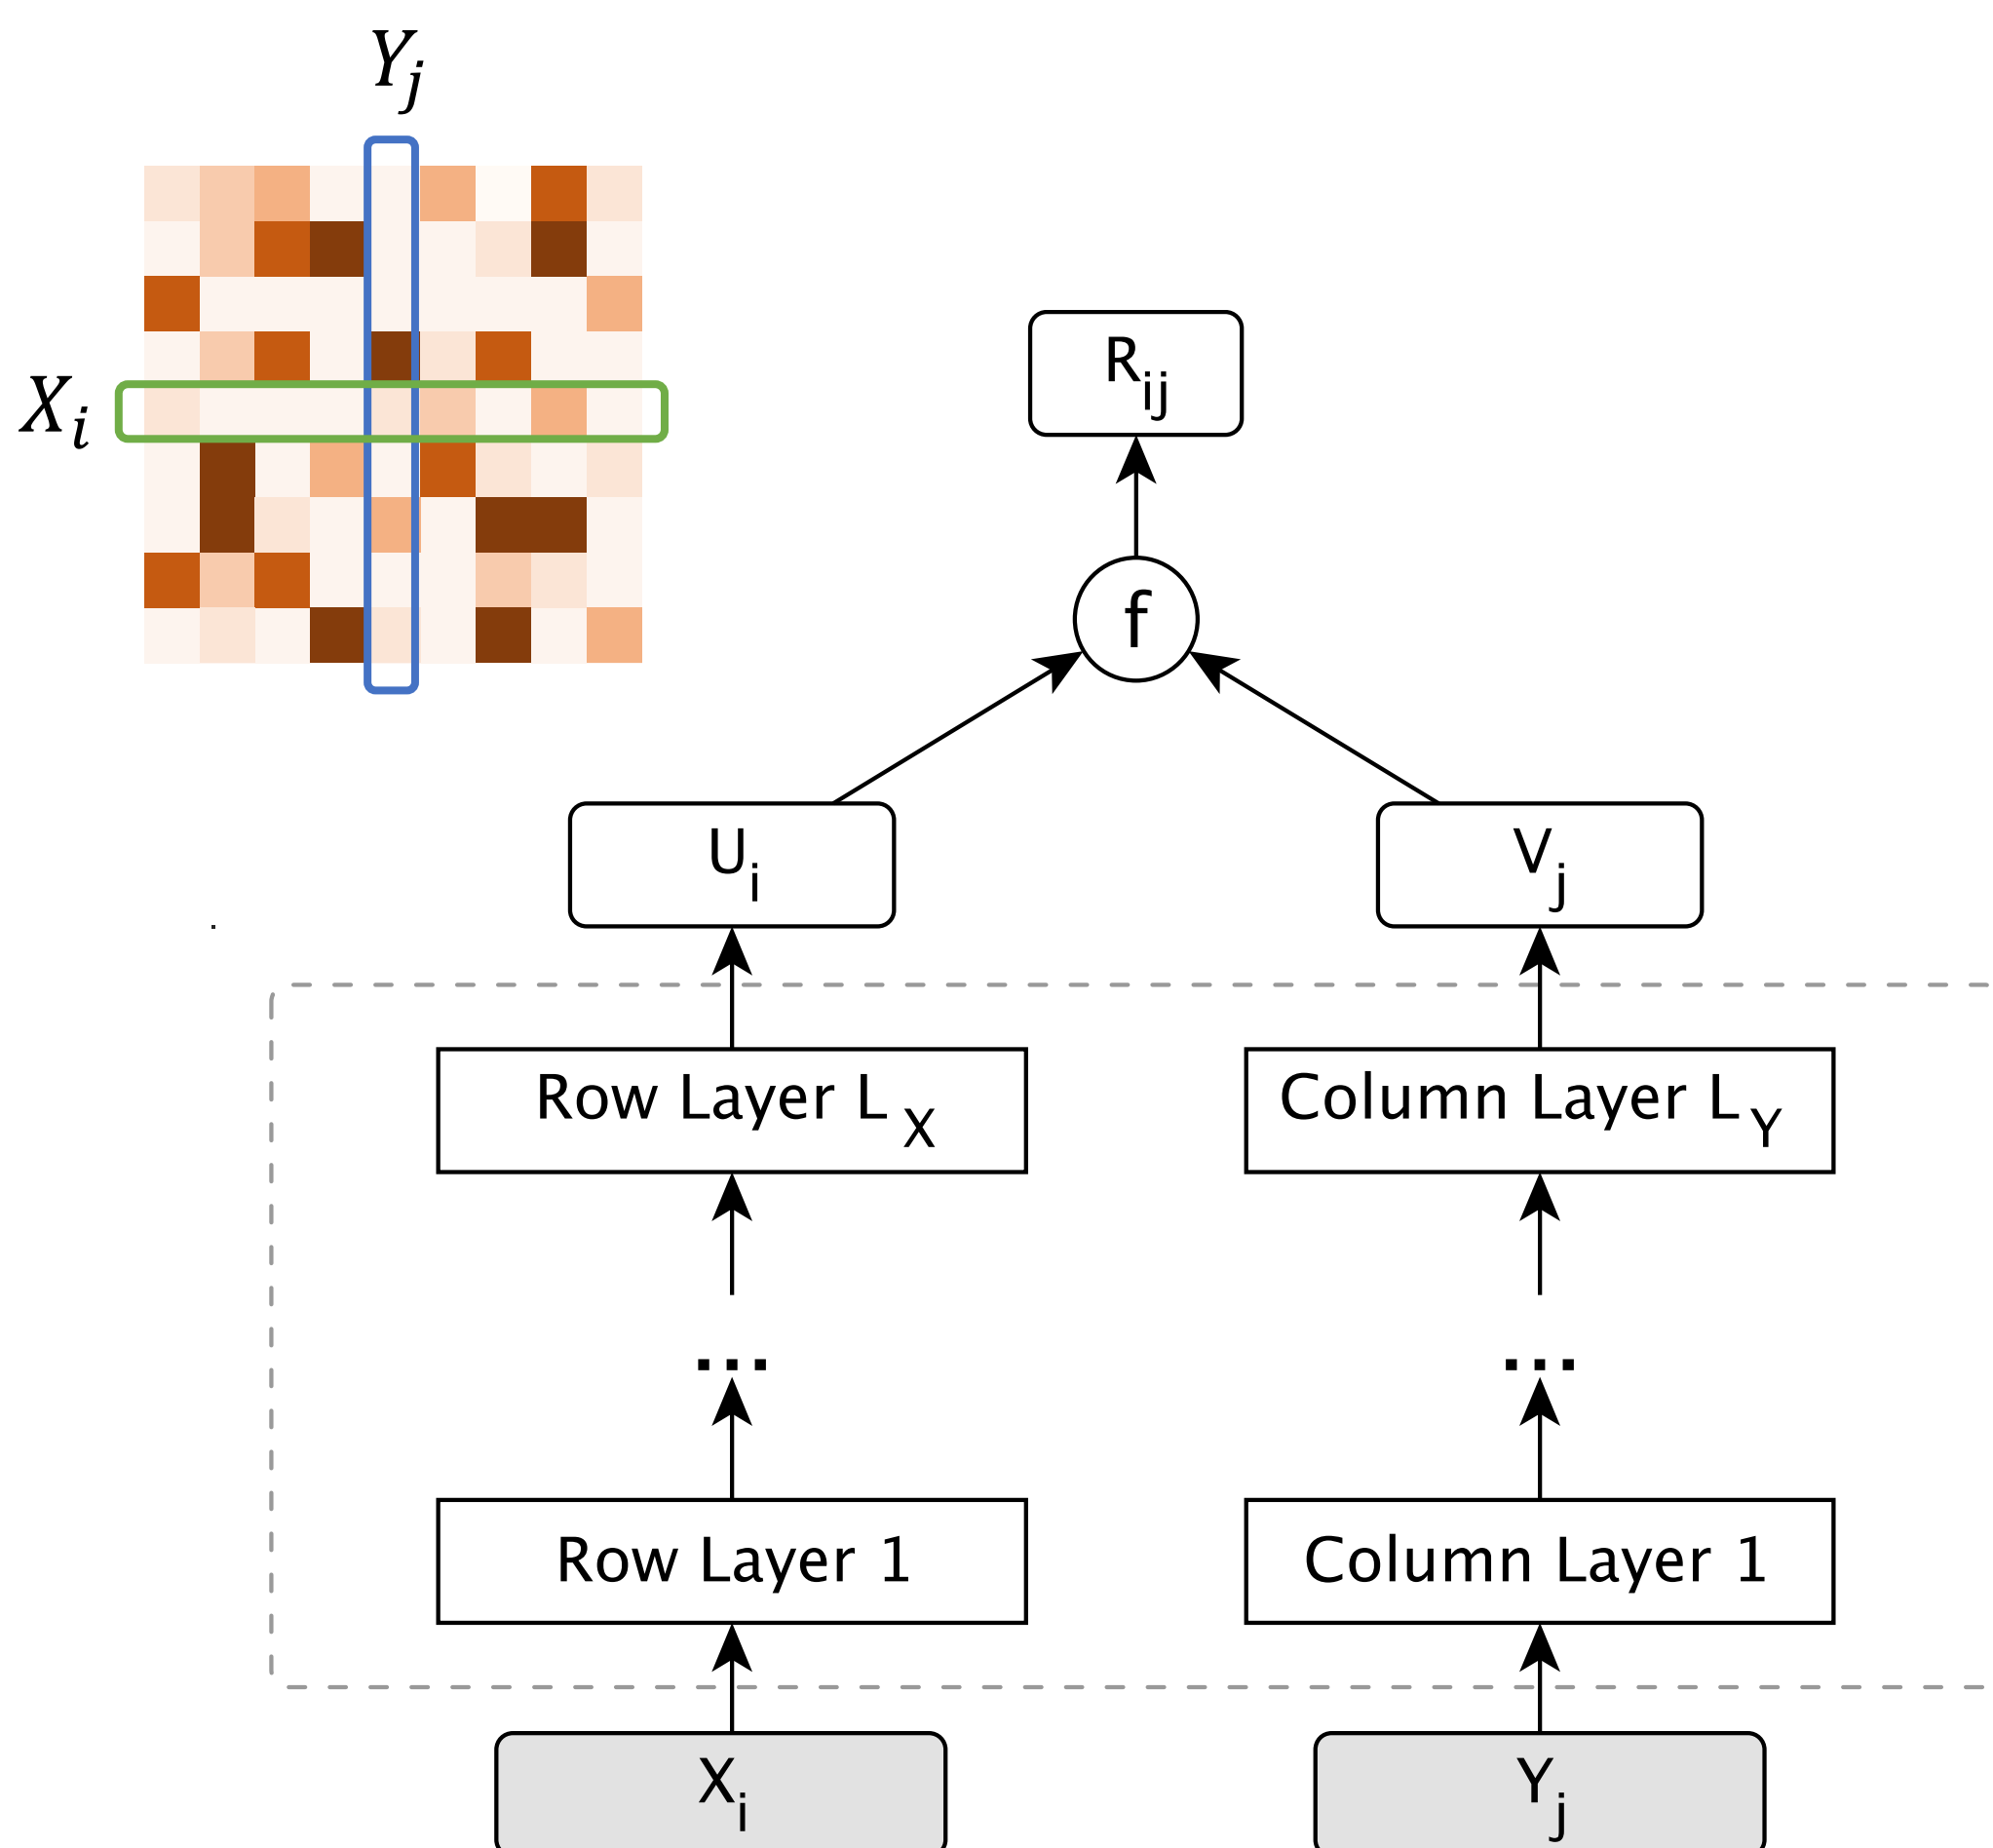 Yj
Xi
Rij
f
Ui
Vj
Row Layer LX
Column Layer LY
...
...
Row Layer 1
Column Layer 1
Xi
Yj